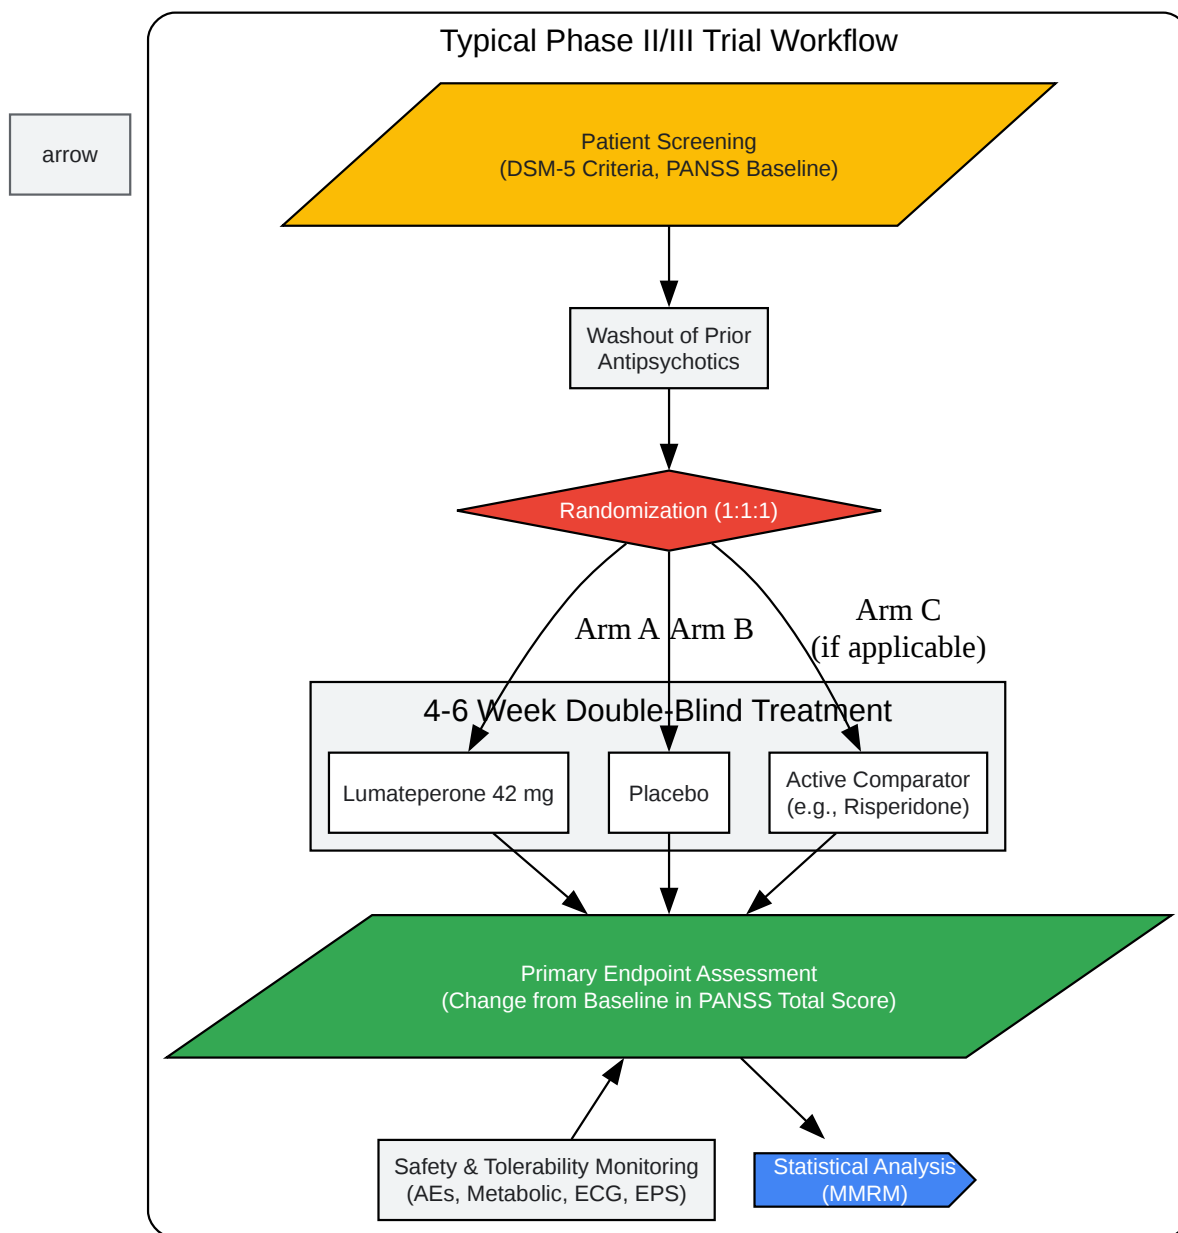 Typical Phase II/III Trial Workflow
arrow
Patient Screening
(DSM-5 Criteria, PANSS Baseline)
Washout of Prior
Antipsychotics
Randomization (1:1:1)
Arm A
Arm B
Arm C
(if applicable)
4-6 Week Double-Blind Treatment
Lumateperone 42 mg
Placebo
Active Comparator
(e.g., Risperidone)
Primary Endpoint Assessment
(Change from Baseline in PANSS Total Score)
Safety & Tolerability Monitoring
(AEs, Metabolic, ECG, EPS)
Statistical Analysis
(MMRM)